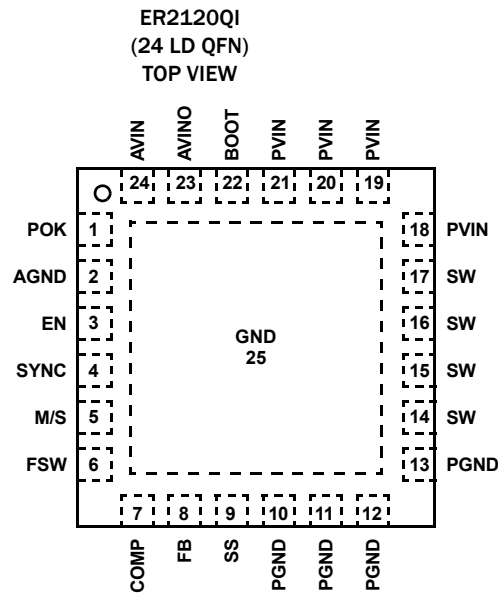 ER2120QI
(24 LD QFN)
TOP VIEW
AVIN
AVINO
BOOT
PVIN
PVIN
PVIN
24
23
22
21
20
19
POK
1
AGND
2
EN
3
SYNC
4
M/S
5
FSW
6
GND
25
18
PVIN
17
SW
16
SW
15
SW
14
SW
13
PGND
7
8
9
10
11
12
COMP
FB
SS
PGND
PGND
PGND